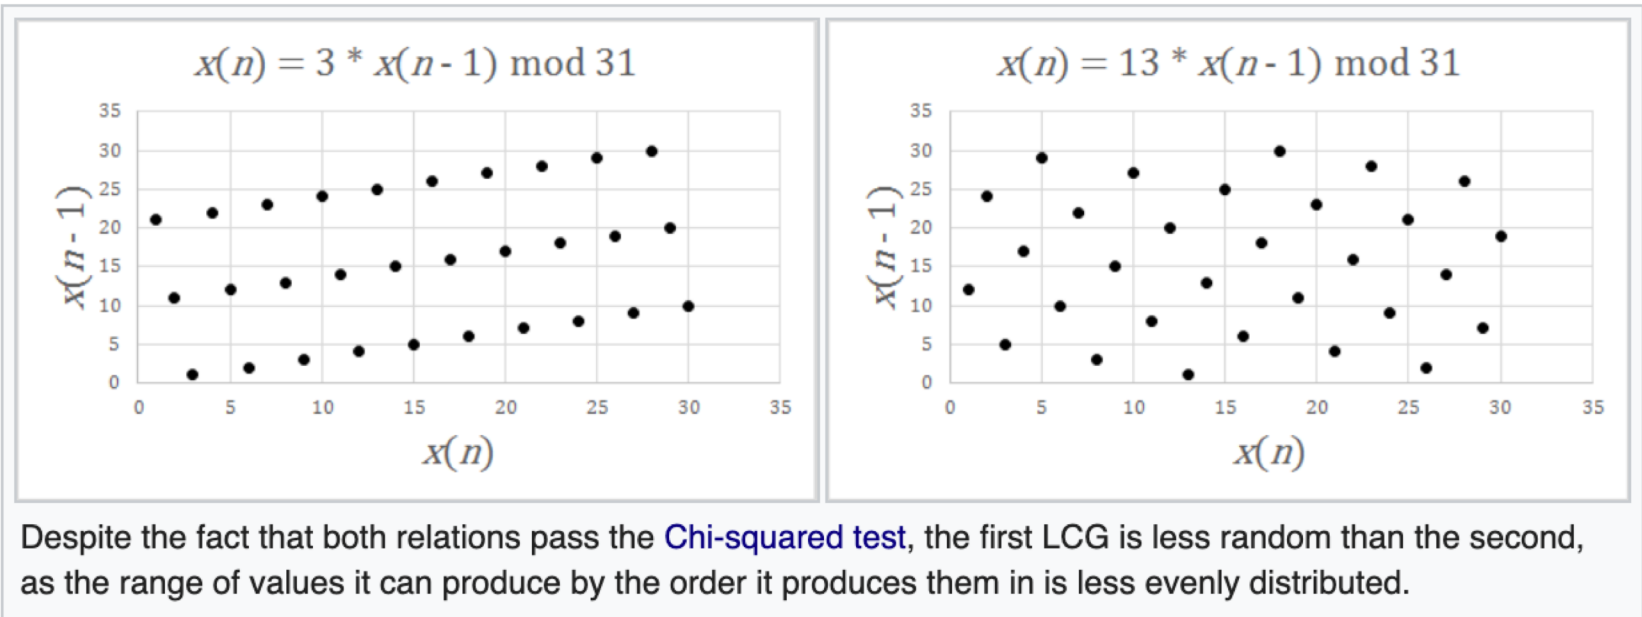 x(n) = 3 * x(n - 1) mod 31
35
30
25
20
15
10
5
0
x(n - 1)
0 5 10 15 20 25 30 35
x(n)
x(n) = 13 * x(n - 1) mod 31
35
30
25
20
15
10
5
0
x(n - 1)
0 5 10 15 20 25 30 35
x(n)
Despite the fact that both relations pass the Chi-squared test, the first LCG is less random than the second,
as the range of values it can produce by the order it produces them in is less evenly distributed.